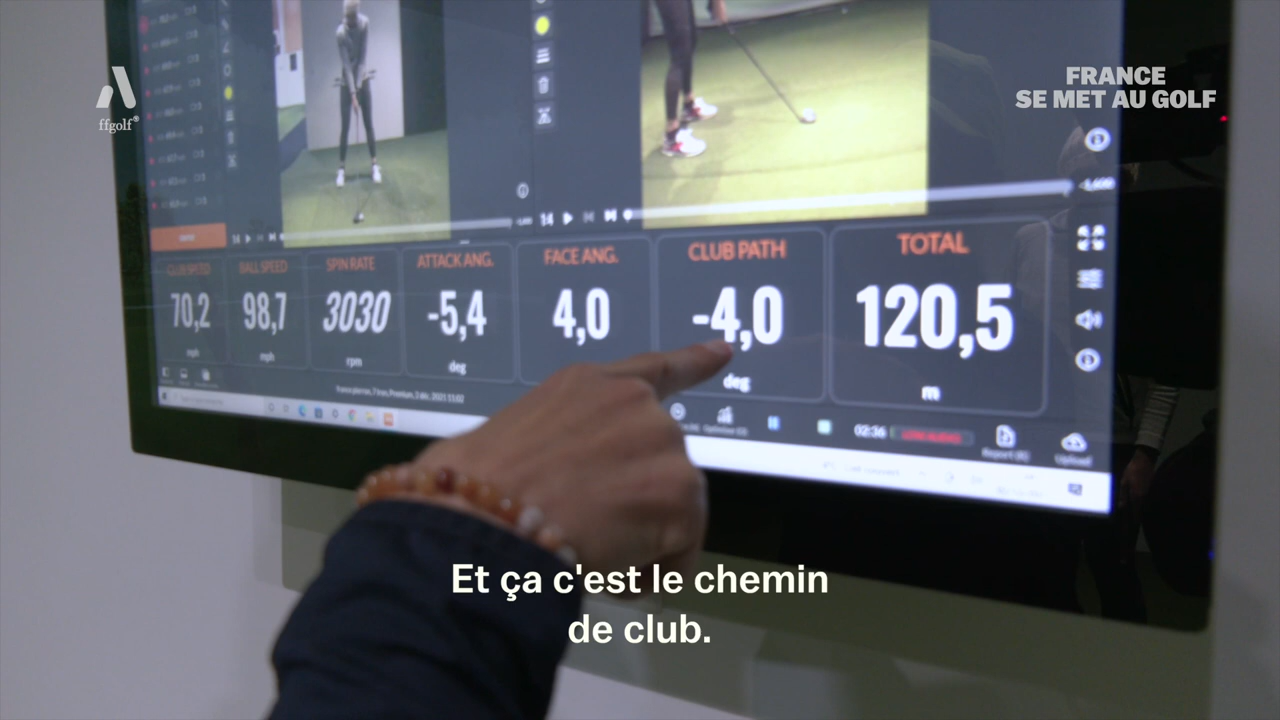 ffgolf
FRANCE
SE MET AU GOLF
14
CLUB SPEED
70,2
mph
BALL SPEED
98,7
mph
SPIN RATE
3030
rpm
ATTACK ANG.
-5,4
deg
FACE ANG.
4,0
CLUB PATH
-4,0
deg
TOTAL
120,5
m
02:36
Report (R)
Upload
Et ça c'est le chemin
de club.